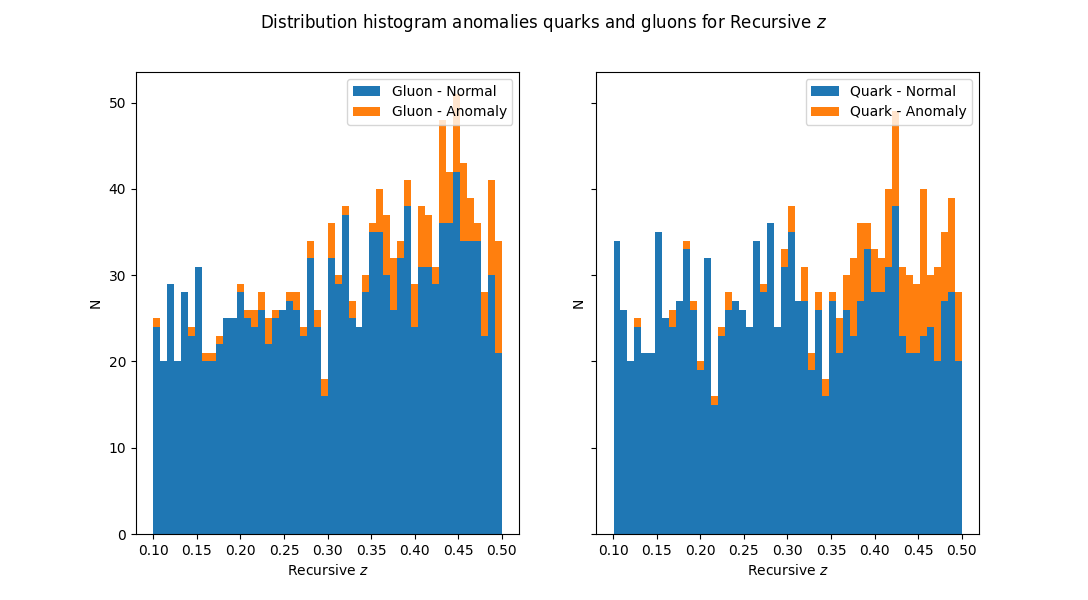 Distribution histogram anomalies quarks and gluons for Recursive z
Gluon - Normal
Gluon - Anomaly
N
50
40
30
20
10
0
0.10 0.15 0.20 0.25 0.30 0.35 0.40 0.45 0.50
Recursive z
Quark - Normal
Quark - Anomaly
N
0.10 0.15 0.20 0.25 0.30 0.35 0.40 0.45 0.50
Recursive z